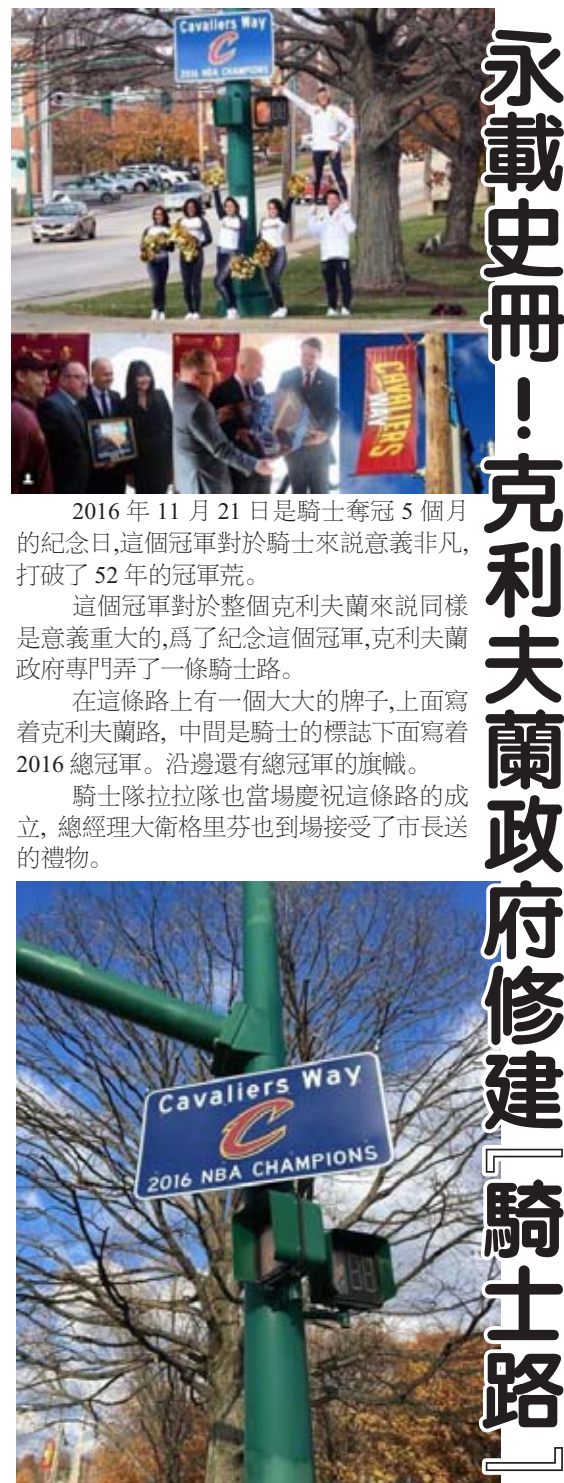 永載史冊！克利夫蘭政府修建『騎士路』
Cavaliers Way
2016 NBA CHAMPIONS
CAVALIERS
WAY
2016 年 11 月 21 日是騎士奪冠 5 個月
的紀念日,這個冠軍對於騎士來説意義非凡,
打破了 52 年的冠軍荒。
這個冠軍對於整個克利夫蘭來説同樣
是意義重大的,爲了紀念這個冠軍,克利夫蘭
政府專門弄了一條騎士路。
在這條路上有一個大大的牌子,上面寫
着克利夫蘭路, 中間是騎士的標誌下面寫着
2016 總冠軍。沿邊還有總冠軍的旗幟。
騎士隊拉拉隊也當場慶祝這條路的成
立, 總經理大衛格里芬也到場接受了市長送
的禮物。
Cavaliers Way
C
2016 NBA CHAMPIONS